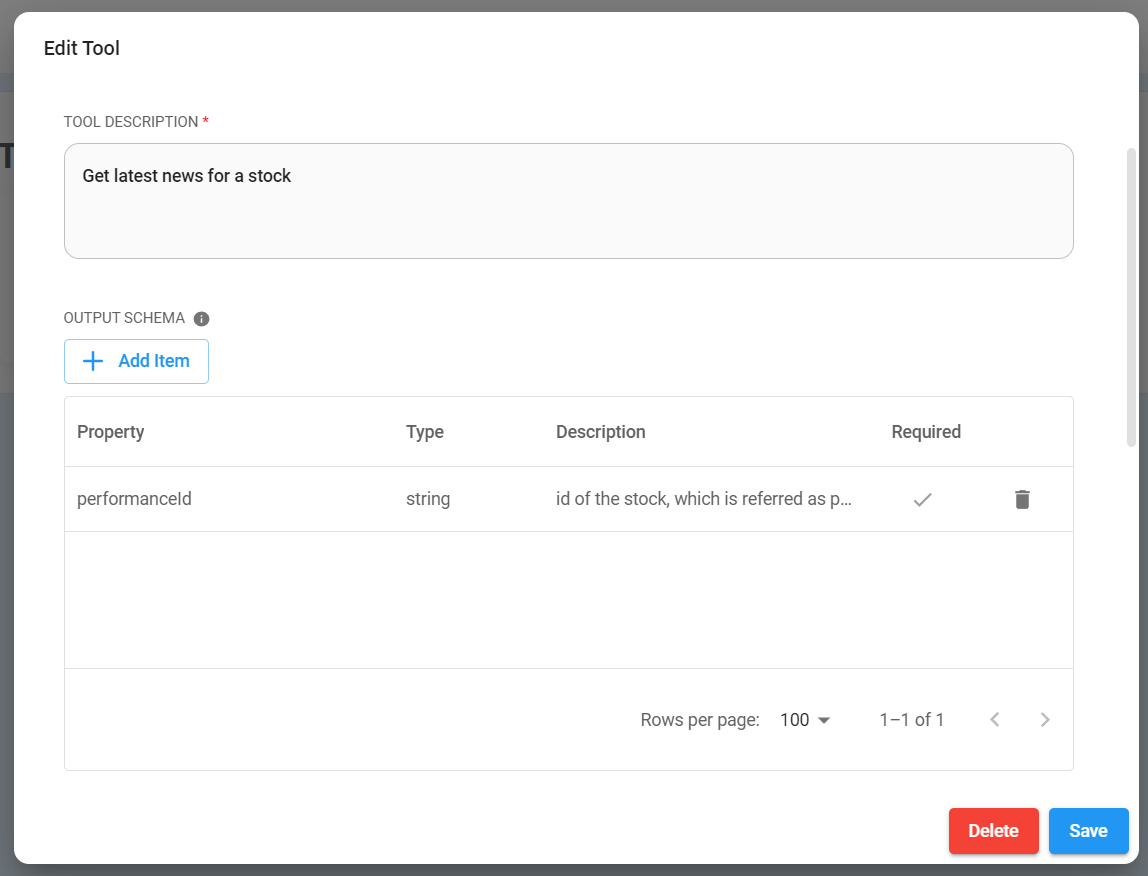 Edit Tool
TOOL DESCRIPTION *
Get latest news for a stock
OUTPUT SCHEMA
Add Item
Property Type Description Required
performanceId string id of the stock, which is referred as p...
Rows per page: 100 1–1 of 1
Delete Save
T